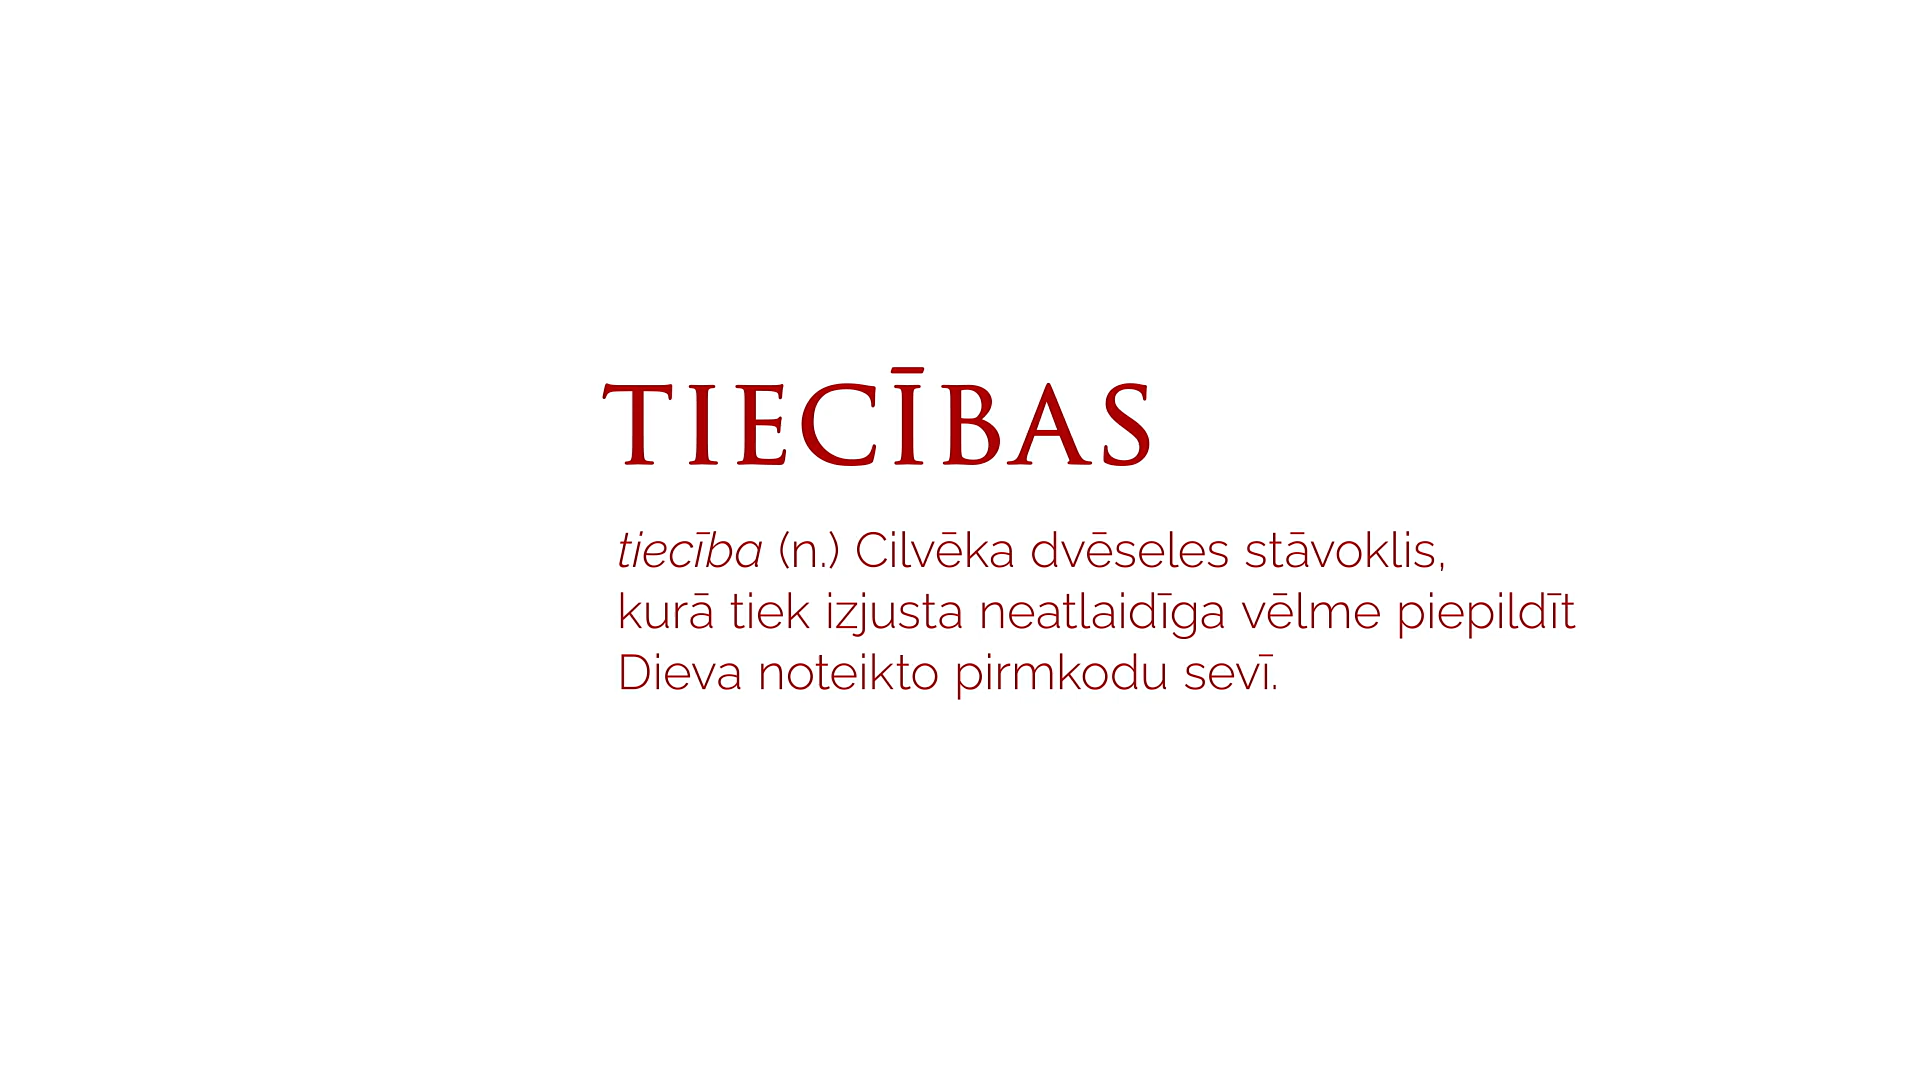 TIECĪBAS
tiecība (n.) Cilvēka dvēseles stāvoklis,
kurā tiek izjusta neatlaidīga vēlme piepildīt
Dieva noteikto pirmkodu sevī.